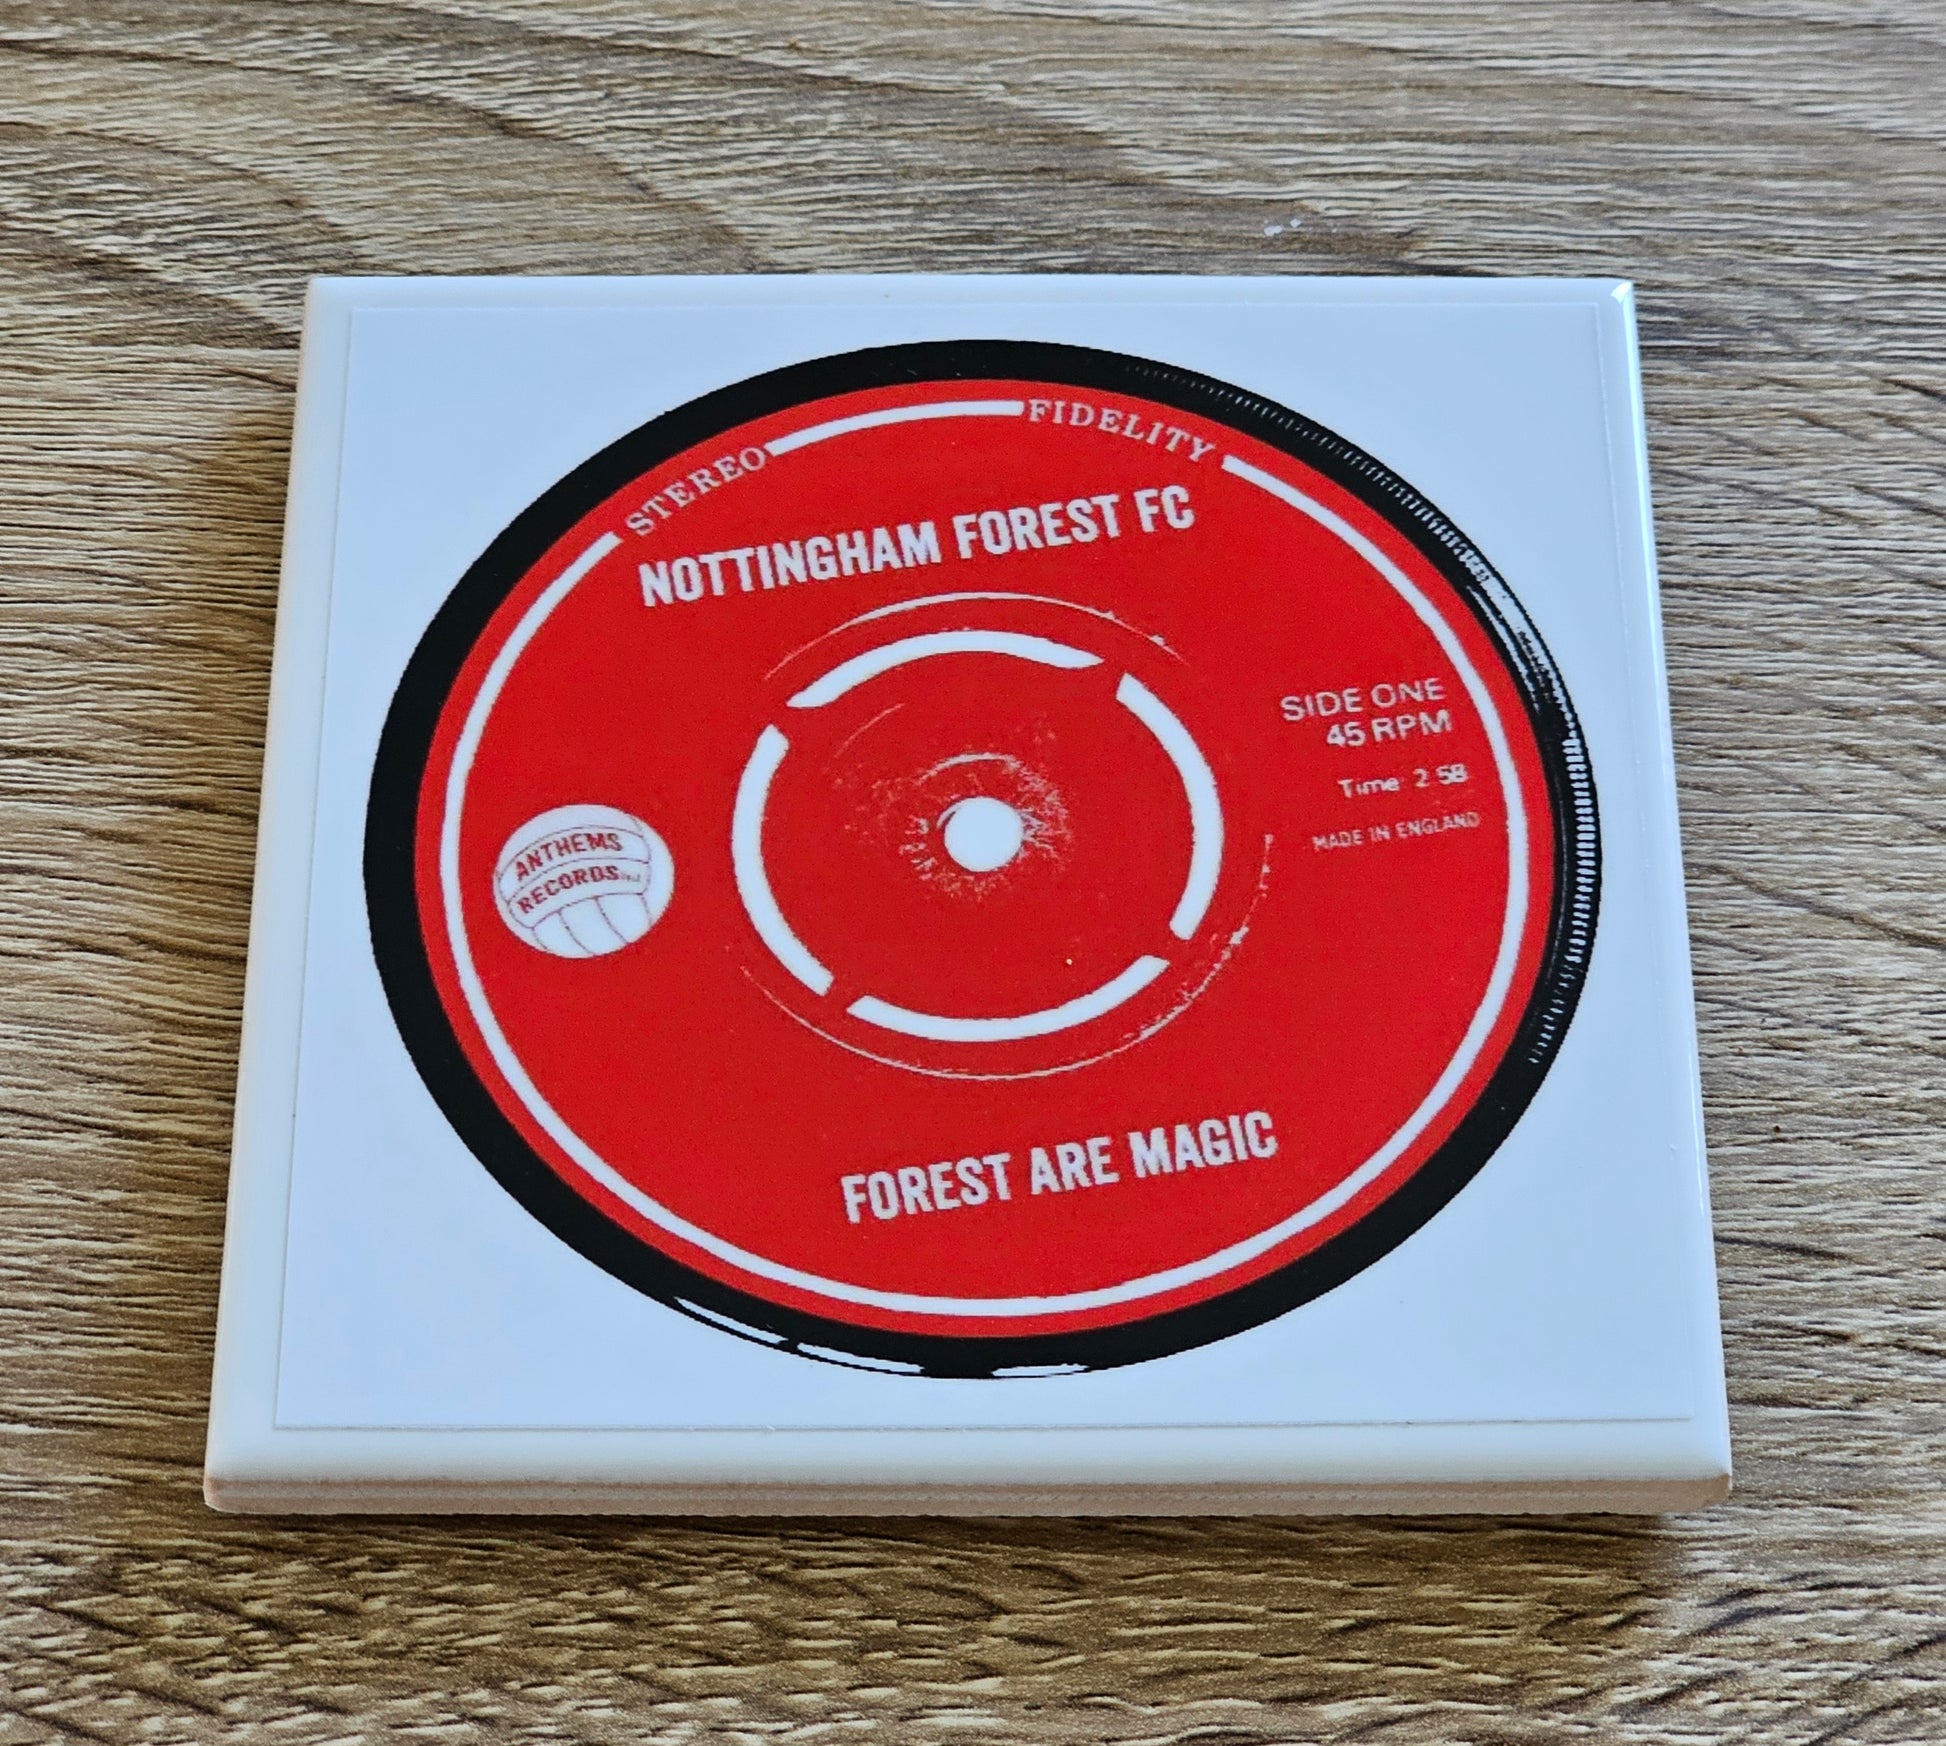 STEREO FIDELITY
NOTTINGHAM FOREST FC
SIDE ONE
45 RPM
Time 2 58
MADE IN ENGLAND
ANTHEMS
RECORDS
FOREST ARE MAGIC